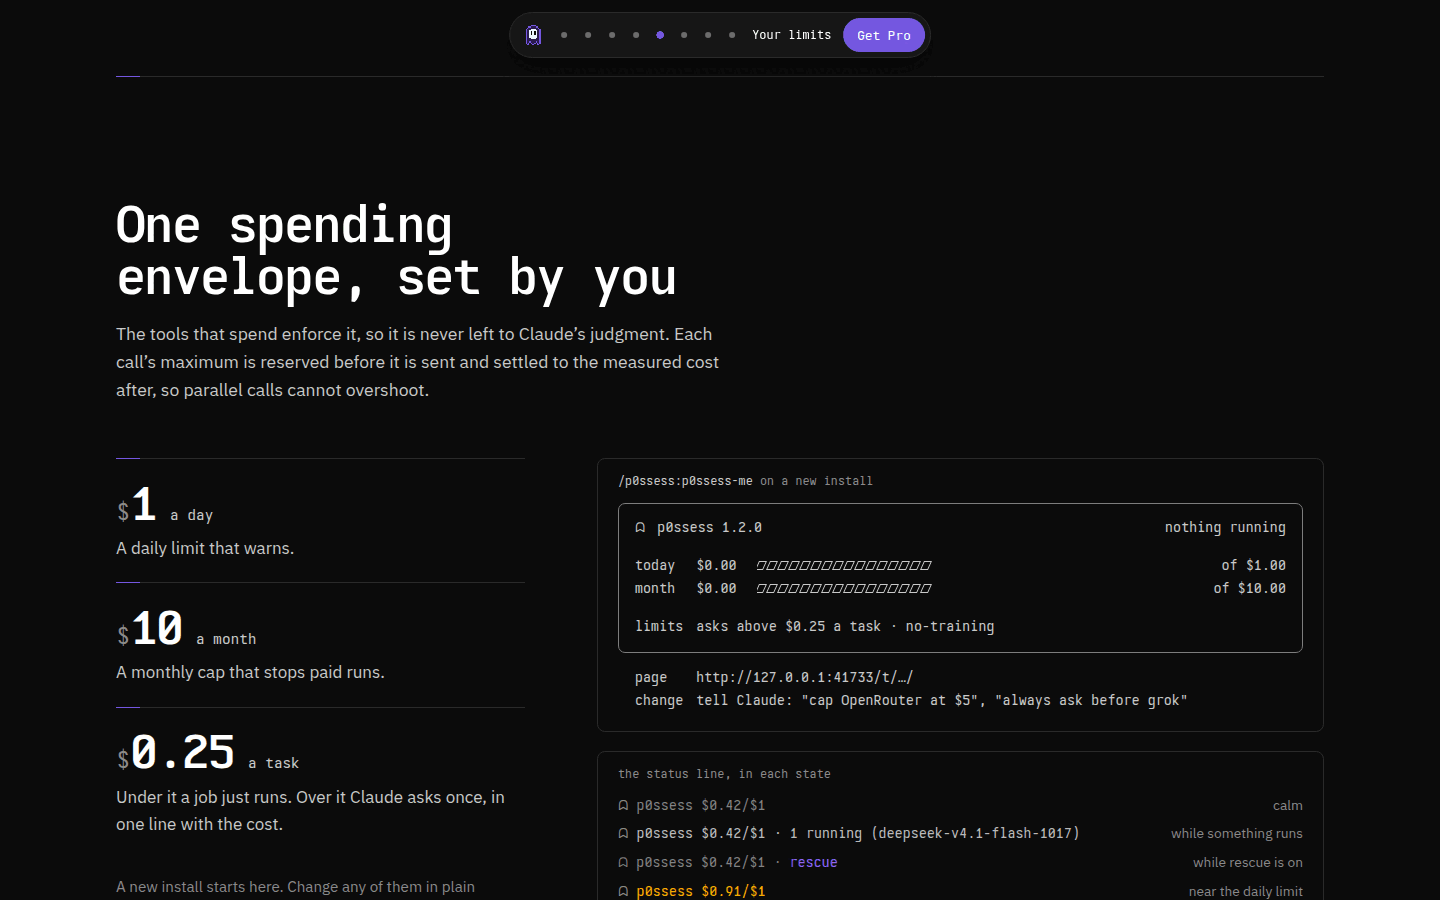 Your limits
Get Pro
One spending
envelope, set by you
The tools that spend enforce it, so it is never left to Claude’s judgment. Each
call’s maximum is reserved before it is sent and settled to the measured cost
after, so parallel calls cannot overshoot.
$1 a day
A daily limit that warns.
$10 a month
A monthly cap that stops paid runs.
$0.25 a task
Under it a job just runs. Over it Claude asks once, in
one line with the cost.
A new install starts here. Change any of them in plain
/p0ssess:p0ssess-me on a new install
p0ssess 1.2.0 nothing running
today $0.00 of $1.00
month $0.00 of $10.00
limits asks above $0.25 a task · no-training
page http://127.0.0.1:41733/t/…/
change tell Claude: "cap OpenRouter at $5", "always ask before grok"
the status line, in each state
p0ssess $0.42/$1 calm
p0ssess $0.42/$1 · 1 running (deepseek-v4.1-flash-1017) while something runs
p0ssess $0.42/$1 · rescue while rescue is on
p0ssess $0.91/$1 near the daily limit